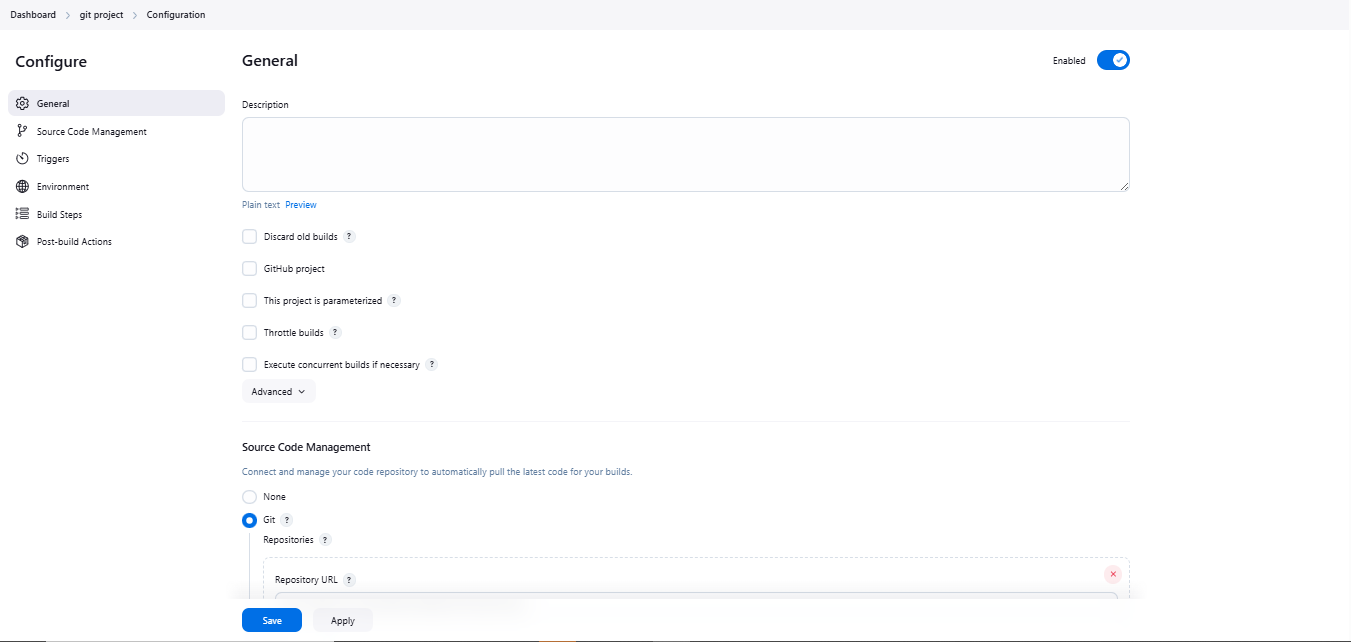 Dashboard > git project > Configuration
Configure
General
Source Code Management
Triggers
Environment
Build Steps
Post-build Actions
General
Enabled
Description
Plain text Preview
Discard old builds ?
GitHub project
This project is parameterized ?
Throttle builds ?
Execute concurrent builds if necessary ?
Advanced
Source Code Management
Connect and manage your code repository to automatically pull the latest code for your builds.
None
Git ?
Repositories ?
Repository URL ?
Save Apply